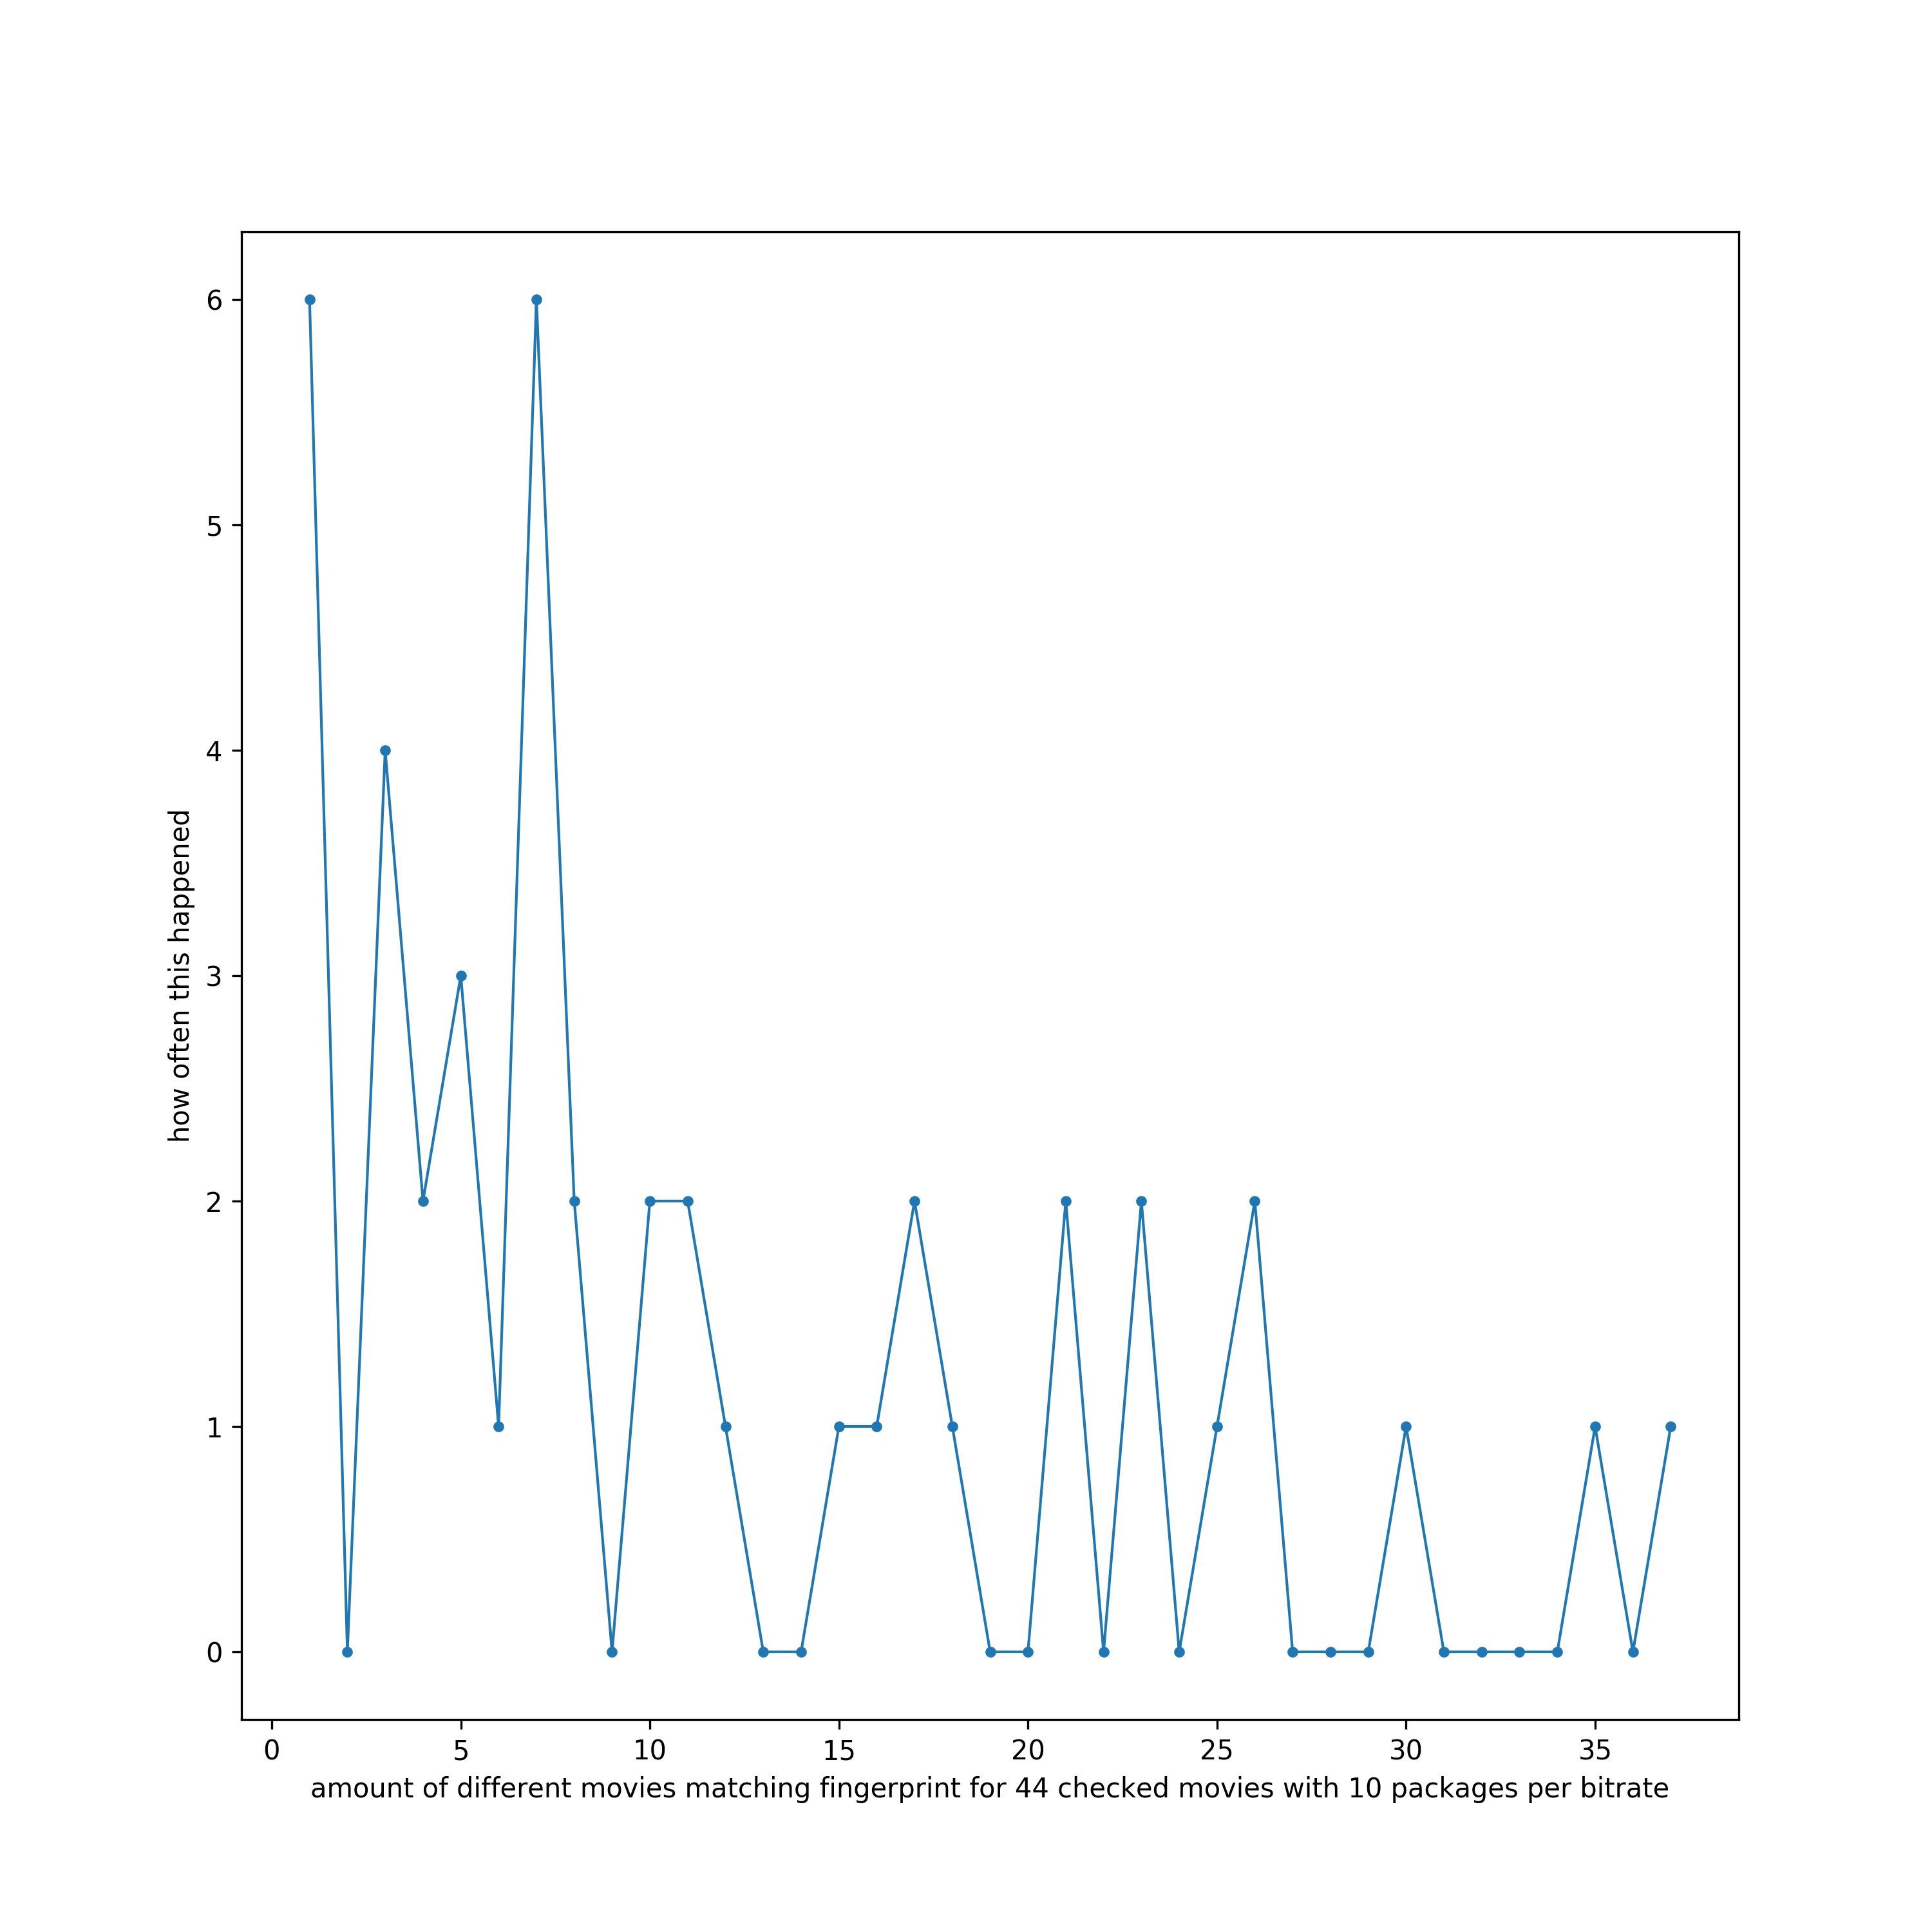 6
5
4
3
2
1
0
how often this happened
0 5 10 15 20 25 30 35
amount of different movies matching fingerprint for 44 checked movies with 10 packages per bitrate